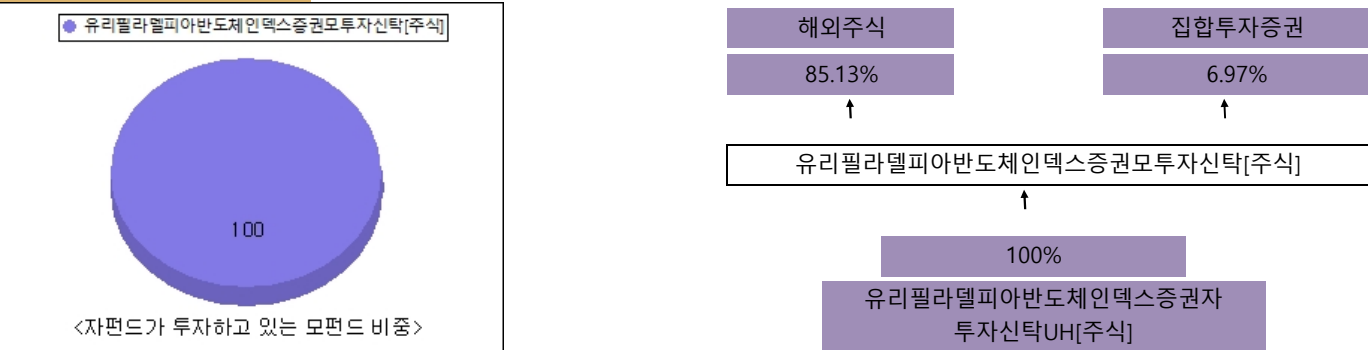 유리필라델피아반도체인덱스증권모투자신탁[주식]
100
<자펀드가 투자하고 있는 모펀드 비중>
해외주식
집합투자증권
85.13%
6.97%
유리필라델피아반도체인덱스증권모투자신탁[주식]
100%
유리필라델피아반도체인덱스증권자
투자신탁UH[주식]